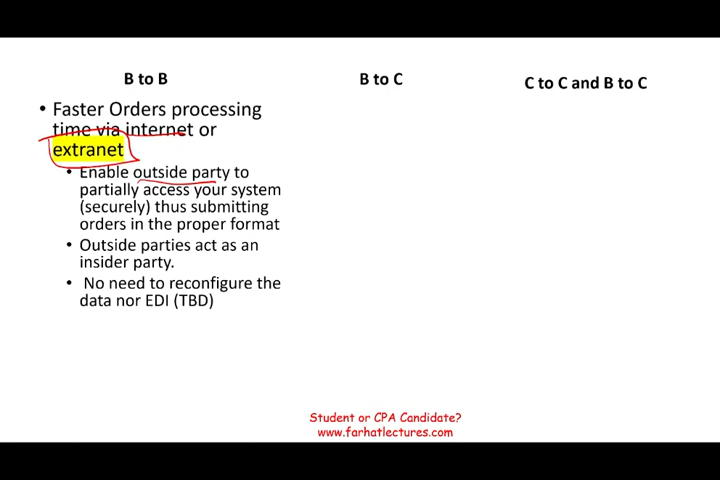 B to B
B to C
C to C and B to C
• Faster Orders processing
time via internet or
extranet
• Enable outside party to
partially access your system
(securely) thus submitting
orders in the proper format
• Outside parties act as an
insider party.
• No need to reconfigure the
data nor EDI (TBD)
Student or CPA Candidate?
www.farhatlectures.com